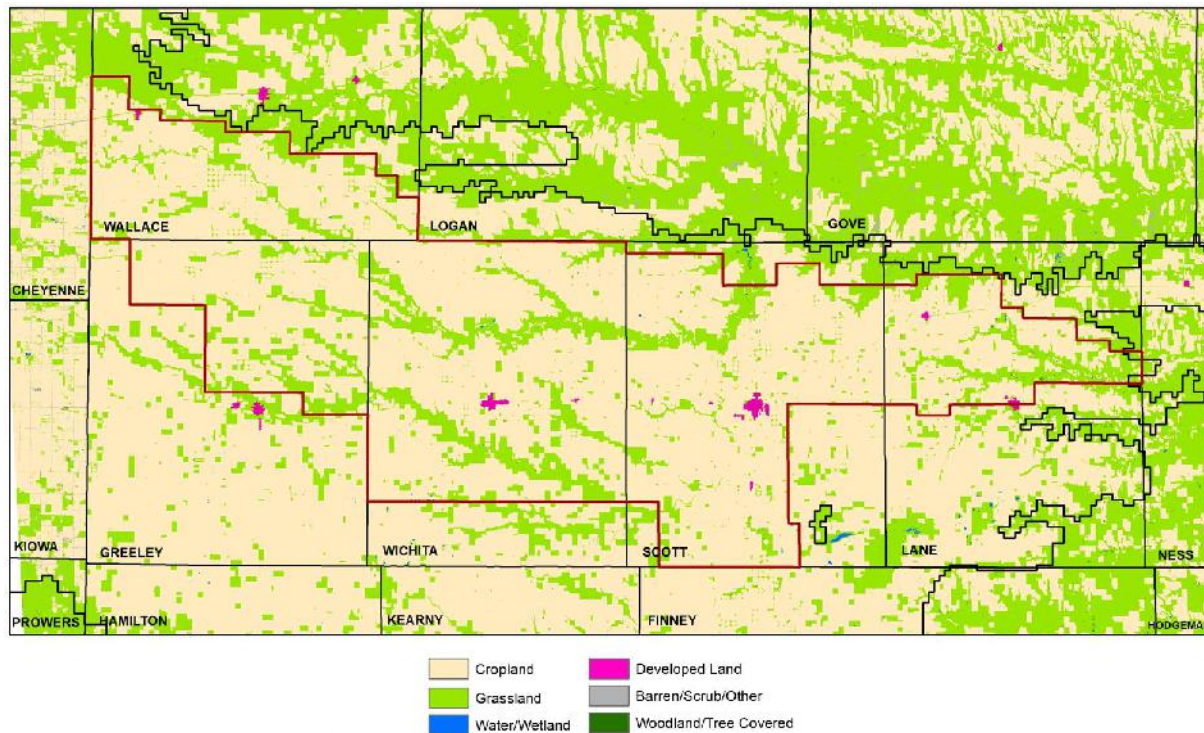 WALLACE
LOGAN
GOVE
CHEYENNE
KIOWA
GREELEY
WICHITA
SCOTT
LANE
NESS
PROWERS
HAMILTON
KEARNY
FINNEY
HODGEMA
Cropland
Developed Land
Grassland
Barren/Scrub/Other
Water/Wetland
Woodland/Tree Covered